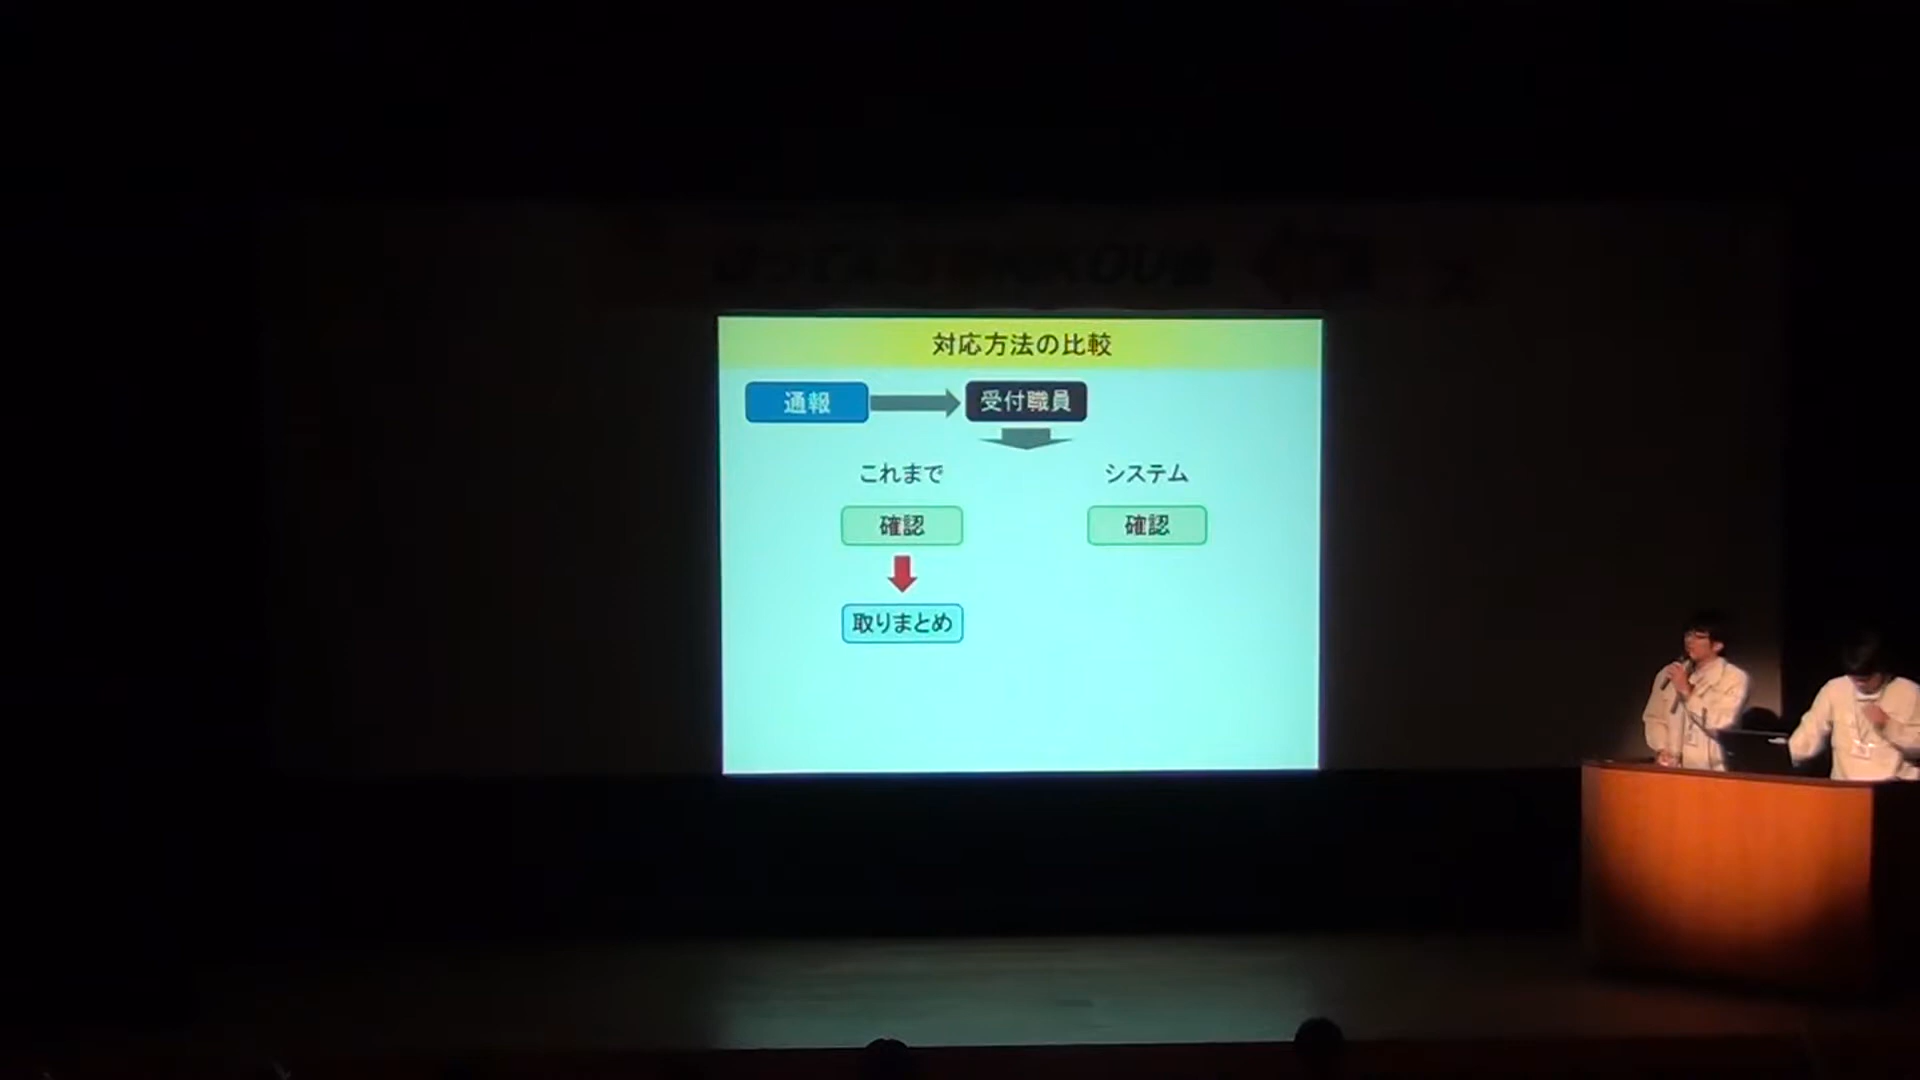 対応方法の比較
通報
受付職員
これまで
システム
確認
確認
取りまとめ